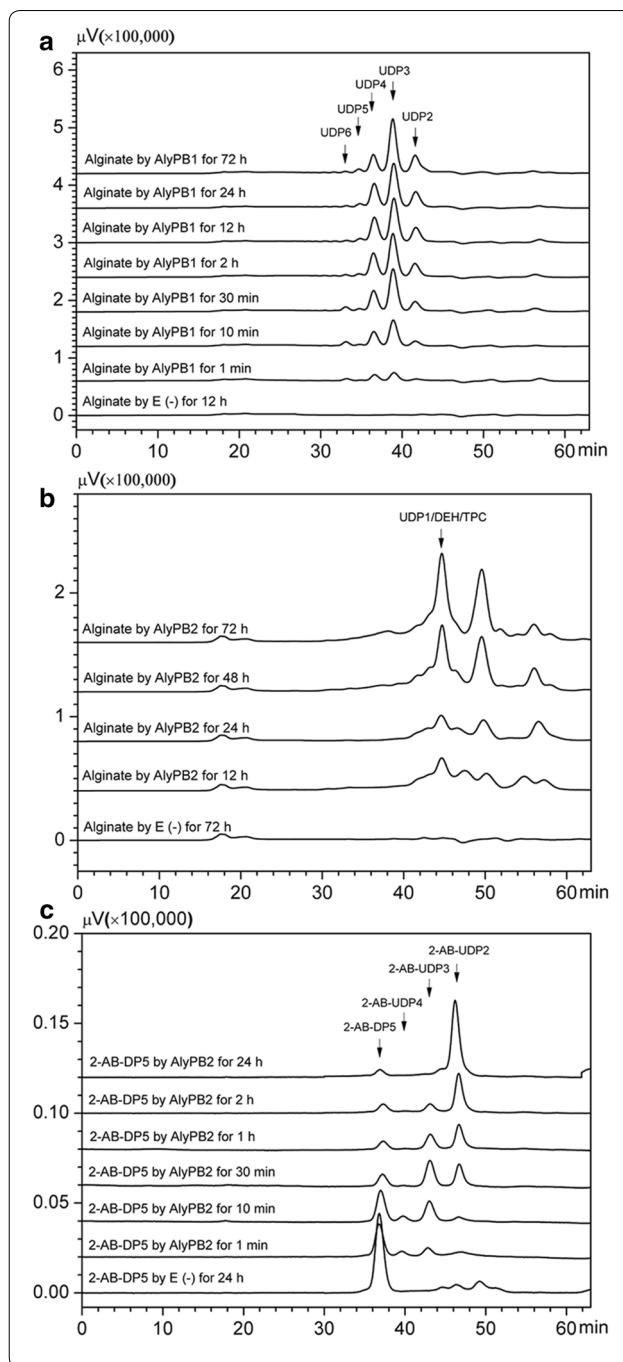 a
μV(×100,000)
6
UDP3
UDP4
UDP5
UDP2
UDP6
5
Alginate by AlyPB1 for 72 h
4
Alginate by AlyPB1 for 24 h
Alginate by AlyPB1 for 12 h
3
Alginate by AlyPB1 for 2 h
2
Alginate by AlyPB1 for 30 min
Alginate by AlyPB1 for 10 min
1
Alginate by AlyPB1 for 1 min
Alginate by E (-) for 12 h
0
0 10 20 30 40 50 60 min
μV(×100,000)
b
UDP1/DEH/TPC
2
Alginate by AlyPB2 for 72 h
Alginate by AlyPB2 for 48 h
1
Alginate by AlyPB2 for 24 h
Alginate by AlyPB2 for 12 h
Alginate by E (-) for 72 h
0
0 10 20 30 40 50 60 min
c
μV(×100,000)
0.20
2-AB-UDP2
2-AB-UDP3
2-AB-UDP4
0.15
2-AB-DP5
2-AB-DP5 by AlyPB2 for 24 h
2-AB-DP5 by AlyPB2 for 2 h
0.10
2-AB-DP5 by AlyPB2 for 1 h
2-AB-DP5 by AlyPB2 for 30 min
0.05
2-AB-DP5 by AlyPB2 for 10 min
2-AB-DP5 by AlyPB2 for 1 min
2-AB-DP5 by E (-) for 24 h
0.00
0 10 20 30 40 50 60 min